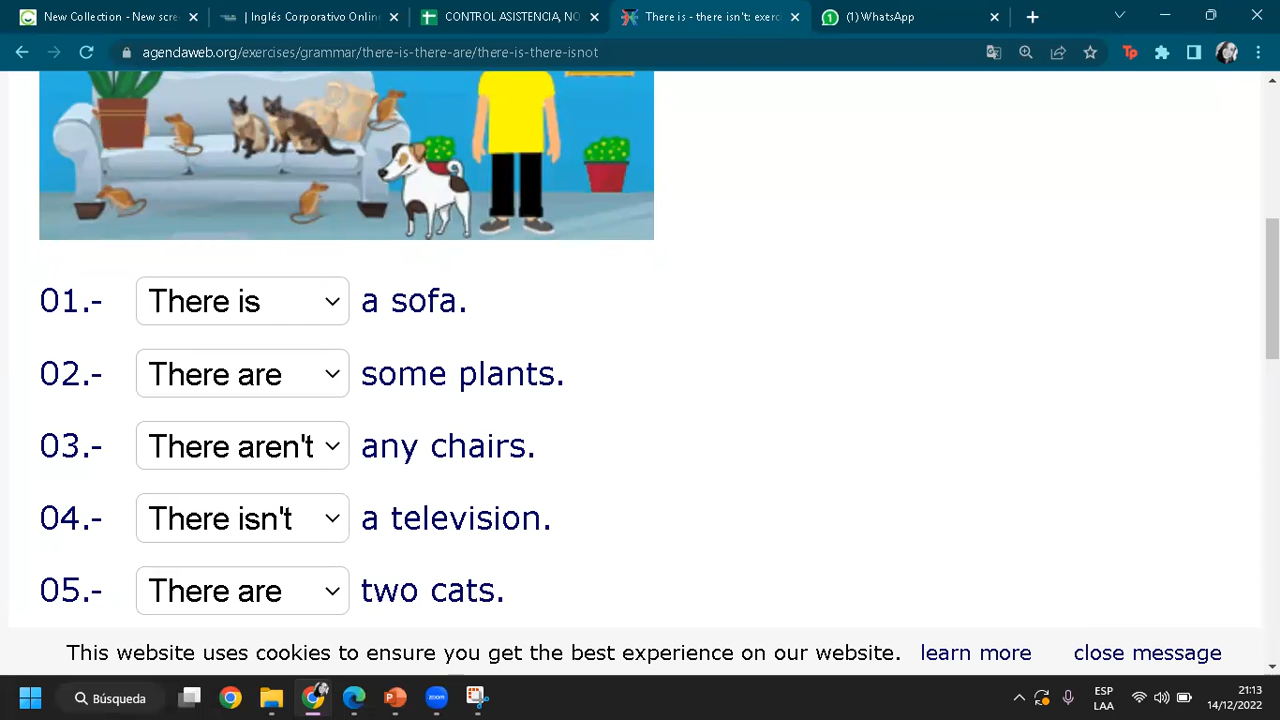 New Collection - New scre
| Inglés Corporativo Online
CONTROL ASISTENCIA, NO
There is - there isn't: exerc
(1) WhatsApp
agendaweb.org/exercises/grammar/there-is-there-are/there-is-there-isnot
01.- There is a sofa.
02.- There are some plants.
03.- There aren't any chairs.
04.- There isn't a television.
05.- There are two cats.
This website uses cookies to ensure you get the best experience on our website. learn more close message
Búsqueda
zoom
ESP
LAA
21:13
14/12/2022